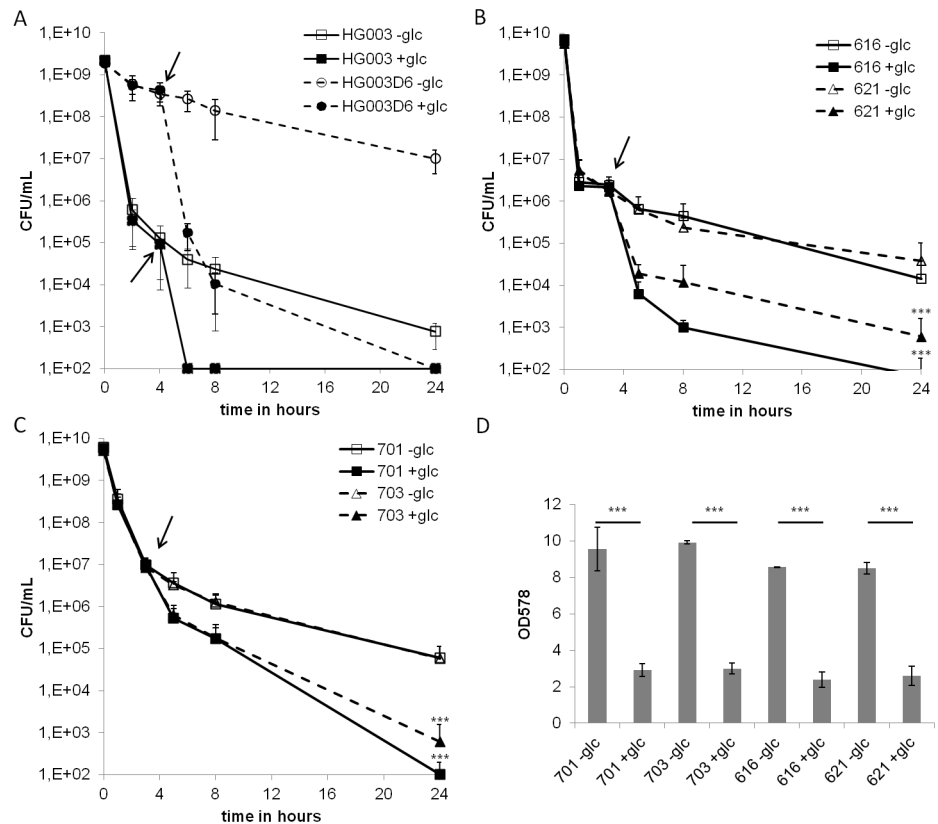 A
HG003 -glc
HG003 +glc
HG003D6 -glc
HG003D6 +glc
1,E+10
1,E+09
1,E+08
1,E+07
1,E+06
1,E+05
1,E+04
1,E+03
1,E+02
CFU/mL
0 4 8 12 16 20 24
time in hours
B
616 -glc
616 +glc
621 -glc
621 +glc
1,E+10
1,E+09
1,E+08
1,E+07
1,E+06
1,E+05
1,E+04
1,E+03
1,E+02
CFU/mL
***
***
0 4 8 12 16 20 24
time in hours
C
701 -glc
701 +glc
703 -glc
703 +glc
1,E+10
1,E+09
1,E+08
1,E+07
1,E+06
1,E+05
1,E+04
1,E+03
1,E+02
CFU/mL
***
***
0 4 8 12 16 20 24
time in hours
D
12
10
8
6
4
2
0
OD578
*** *** *** ***
701 -glc
701 +glc
703 -glc
703 +glc
616 -glc
616 +glc
621 -glc
621 +glc